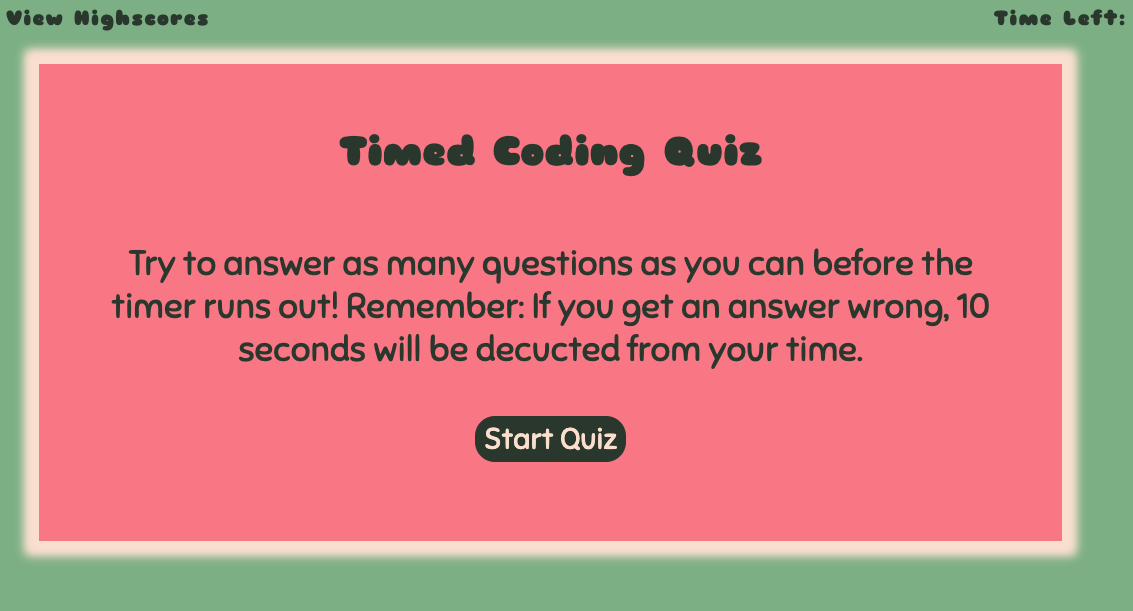 View Highscores
Time Left:
Timed Coding Quiz
Try to answer as many questions as you can before the
timer runs out! Remember: If you get an answer wrong, 10
seconds will be decucted from your time.
Start Quiz